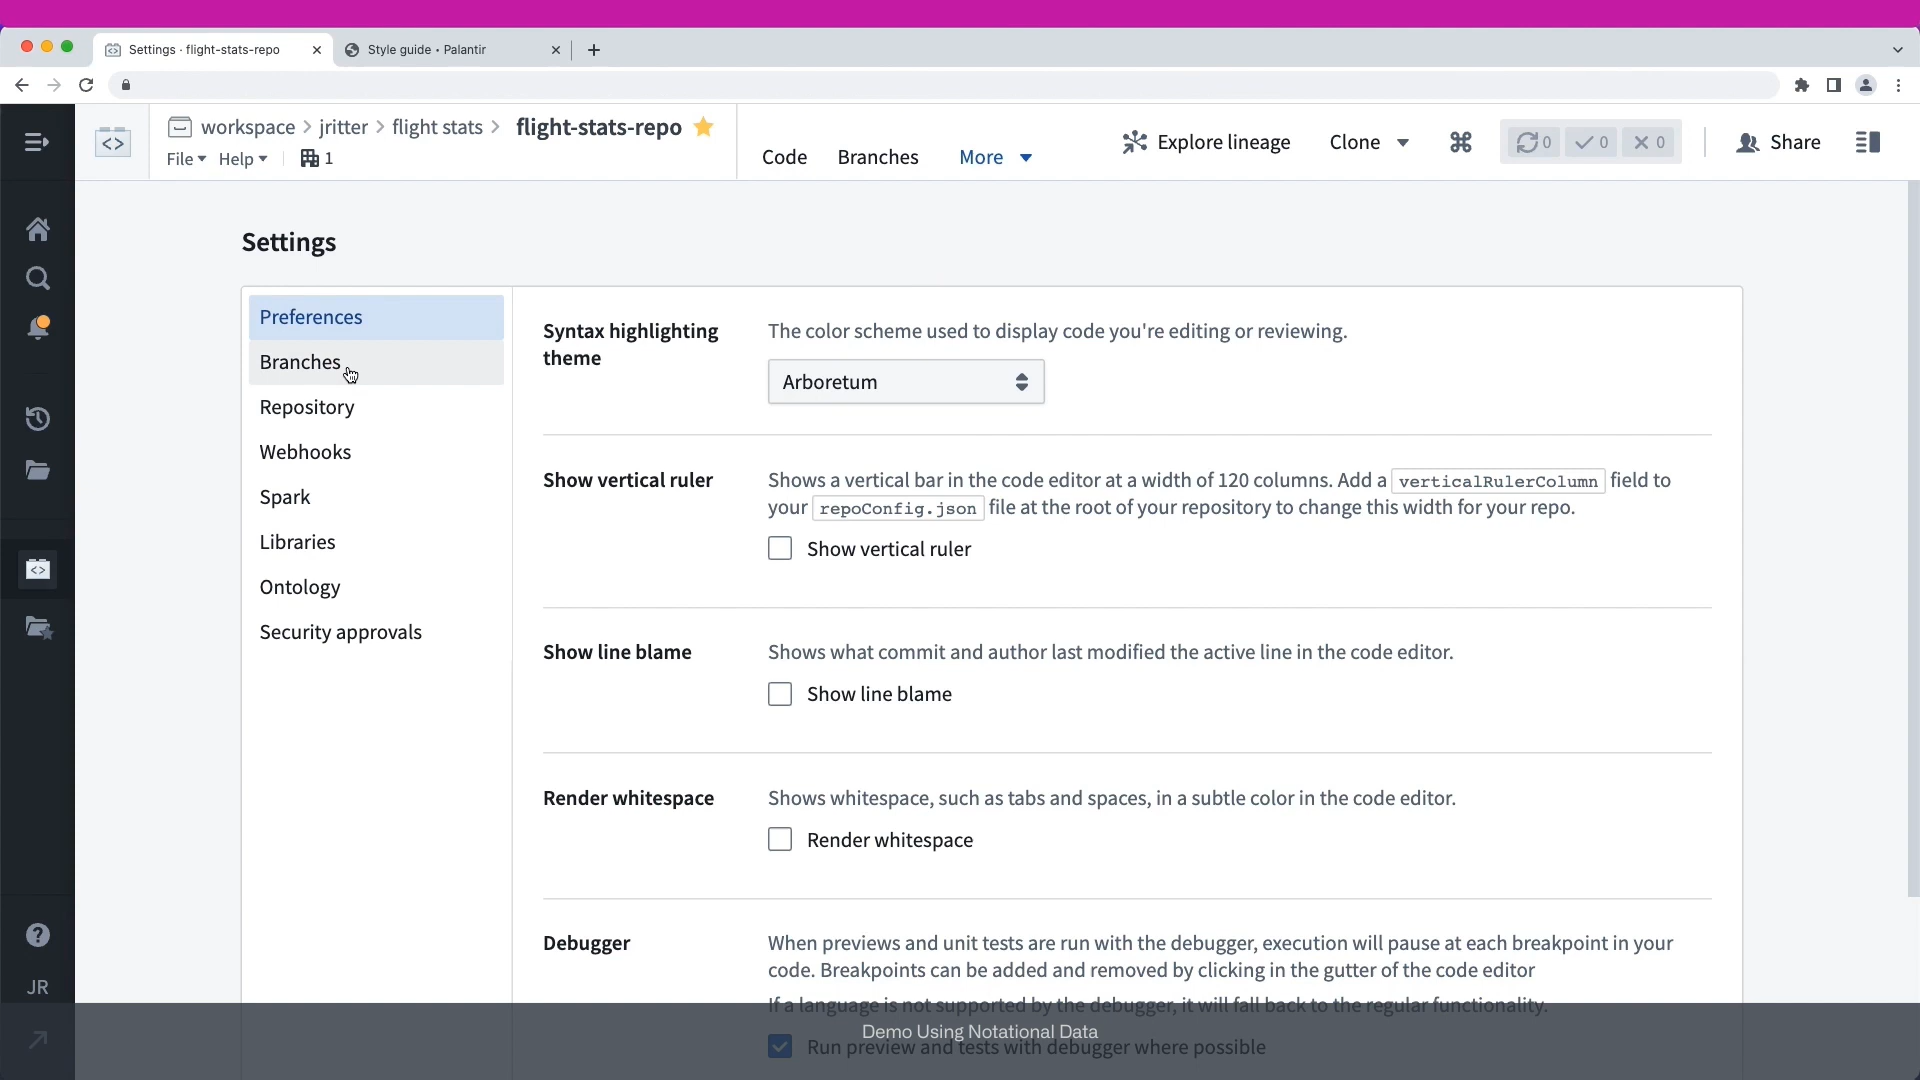 Settings · flight-stats-repo
Style guide • Palantir
workspace > jritter > flight stats > flight-stats-repo
File Help 1
Code Branches More
Explore lineage
Clone
0 0 0
Share
Settings
Preferences
Branches
Repository
Webhooks
Spark
Libraries
Ontology
Security approvals
Syntax highlighting
theme
The color scheme used to display code you're editing or reviewing.
Arboretum
Show vertical ruler
Shows a vertical bar in the code editor at a width of 120 columns. Add a verticalRulerColumn field to
your repoConfig.json file at the root of your repository to change this width for your repo.
Show vertical ruler
Show line blame
Shows what commit and author last modified the active line in the code editor.
Show line blame
Render whitespace
Shows whitespace, such as tabs and spaces, in a subtle color in the code editor.
Render whitespace
Debugger
When previews and unit tests are run with the debugger, execution will pause at each breakpoint in your
code. Breakpoints can be added and removed by clicking in the gutter of the code editor
If a language is not supported by the debugger, it will fall back to the regular functionality.
Run preview and tests with debugger where possible
JR
Demo Using Notational Data